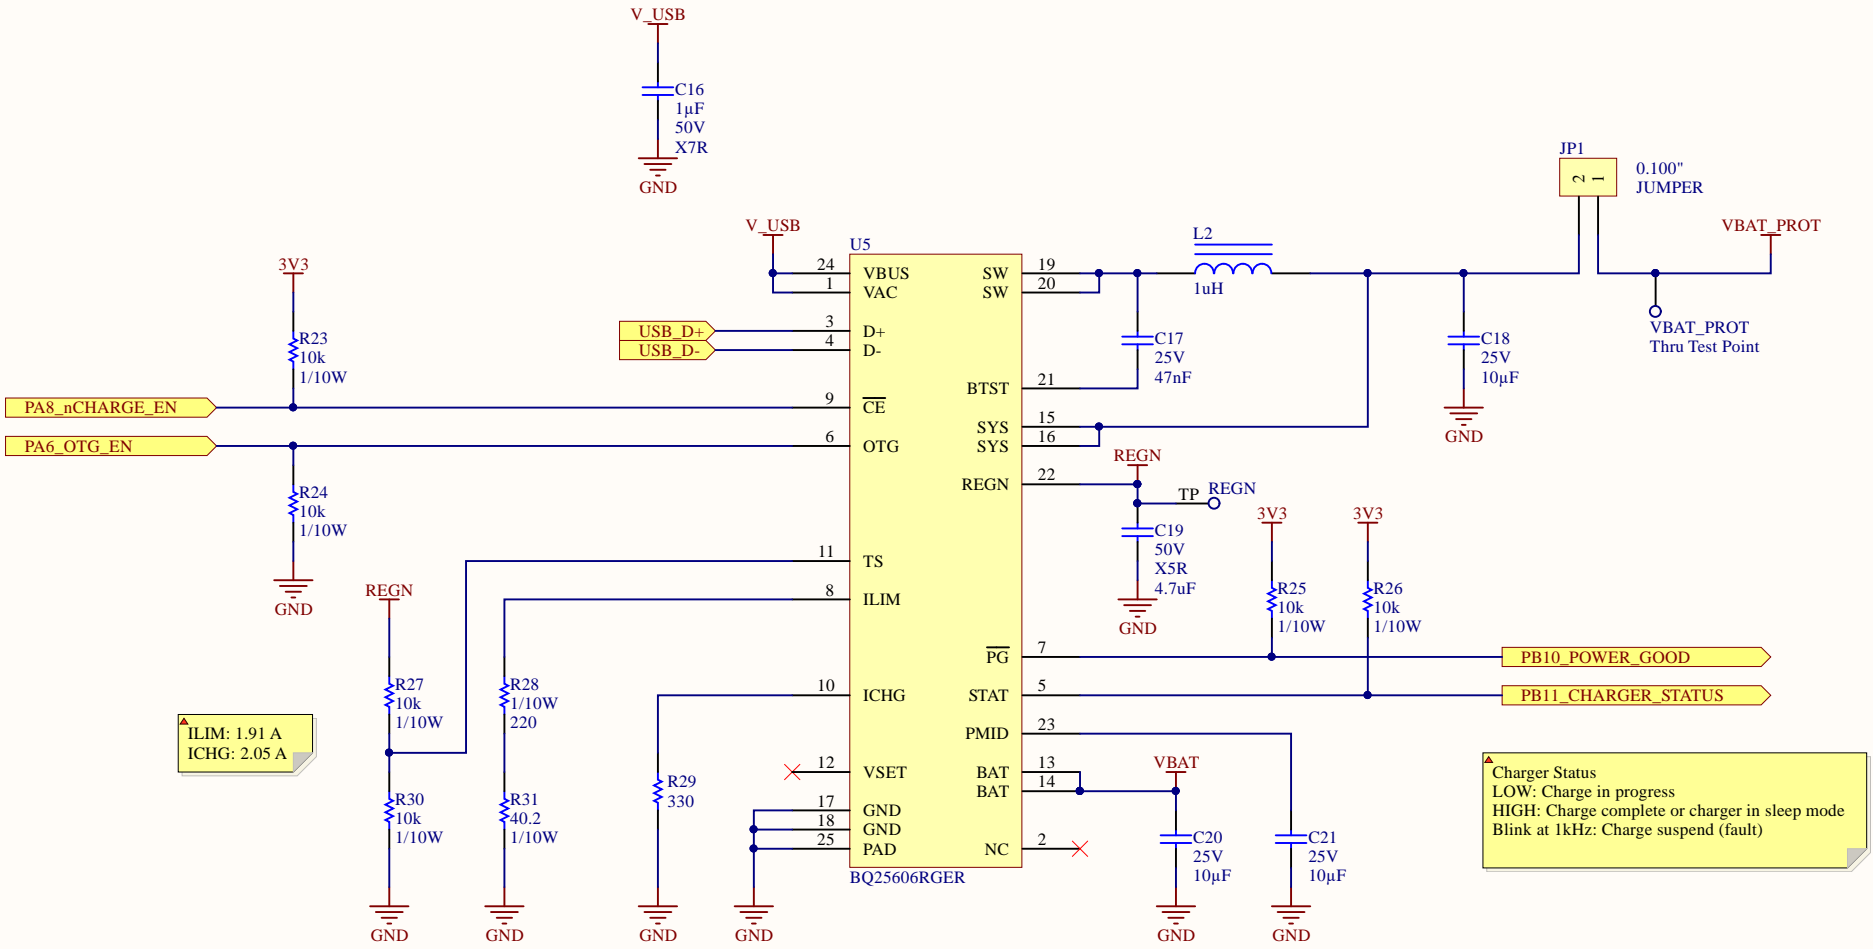 V_USB
C16
1µF
50V
X7R
GND
JP1
2
1
0.100"
JUMPER
VBAT_PROT
VBAT_PROT
Thru Test Point
V_USB
U5
24
VBUS
1
VAC
USB_D+
3
D+
USB_D-
4
D-
3V3
R23
10k
1/10W
PA8_nCHARGE_EN
9
CE
PA6_OTG_EN
6
OTG
R24
10k
1/10W
GND
11
TS
8
ILIM
REGN
R27
10k
1/10W
R28
1/10W
220
10
ICHG
ILIM: 1.91 A
ICHG: 2.05 A
R30
10k
1/10W
R31
40.2
1/10W
R29
330
12
VSET
17
GND
18
GND
25
PAD
GND
GND
GND
GND
BQ25606RGER
SW
19
SW
20
L2
1uH
C17
25V
47nF
C18
25V
10µF
GND
BTST
21
SYS
15
SYS
16
REGN
22
REGN
TP
REGN
C19
50V
X5R
4.7uF
GND
3V3
R25
10k
1/10W
3V3
R26
10k
1/10W
PG
7
PB10_POWER_GOOD
STAT
5
PB11_CHARGER_STATUS
PMID
23
BAT
13
BAT
14
VBAT
NC
2
C20
25V
10µF
GND
C21
25V
10µF
GND
Charger Status
LOW: Charge in progress
HIGH: Charge complete or charger in sleep mode
Blink at 1kHz: Charge suspend (fault)